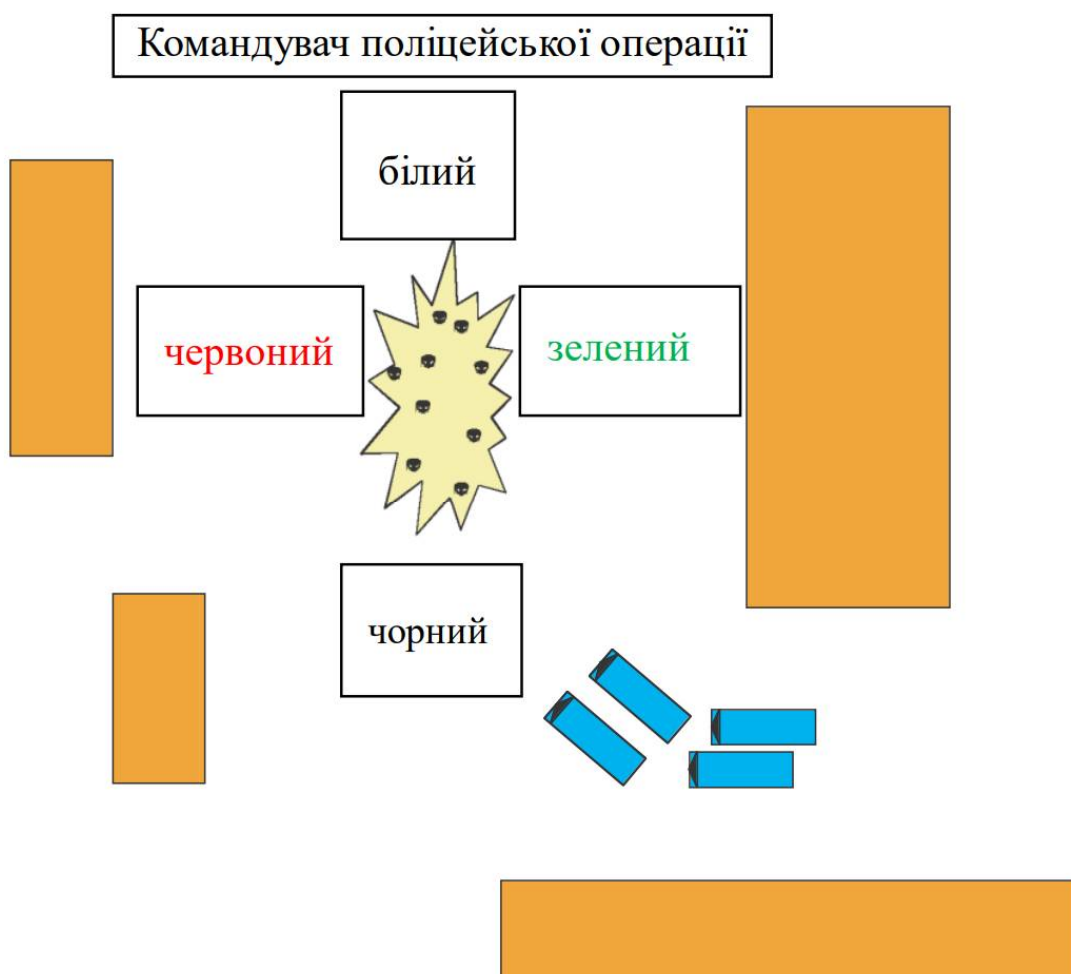 Командувач поліцейської операції
білий
червоний
зелений
чорний